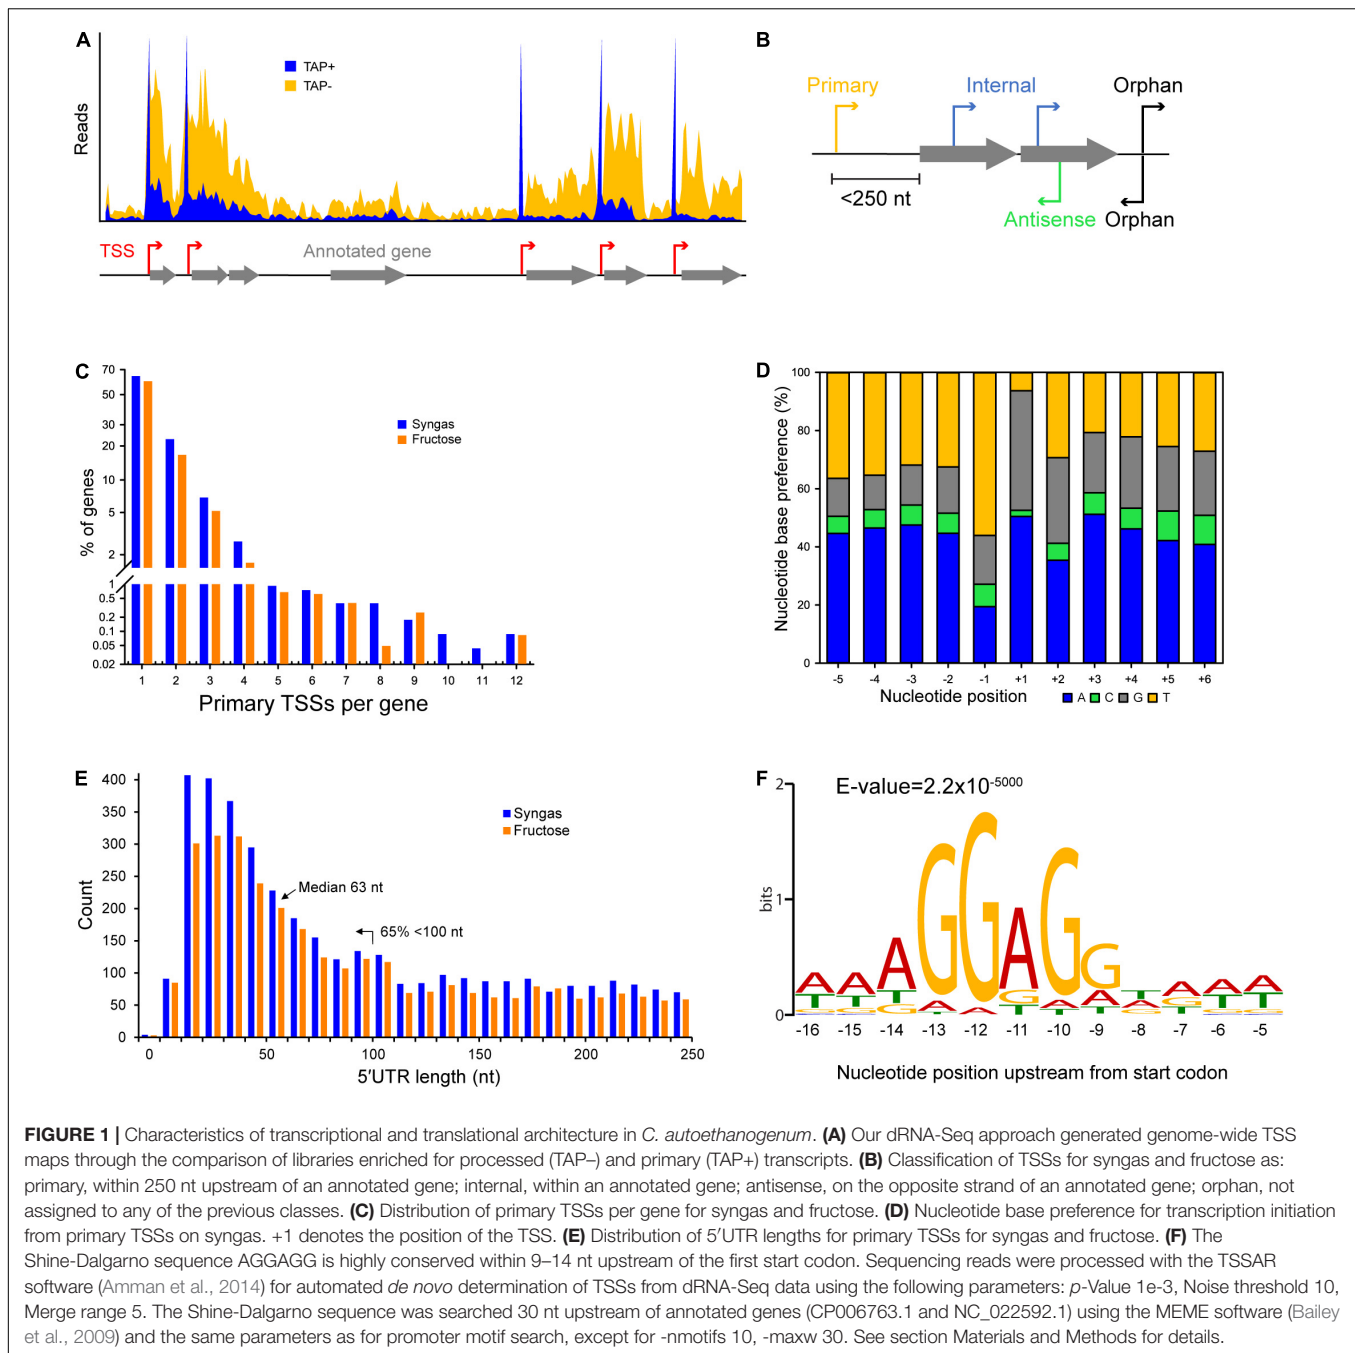 A
TAP+
TAP-
Reads
TSS
Annotated gene
B
Primary
Internal
Orphan
<250 nt
Antisense
Orphan
C
70
50
30
20
10
5
2
1
0.5
0.2
0.1
0.05
0.02
% of genes
Syngas
Fructose
1 2 3 4 5 6 7 8 9 10 11 12
Primary TSSs per gene
D
100
80
60
40
20
0
Nucleotide base preference (%)
-5 -4 -3 -2 -1 +1 +2 +3 +4 +5 +6
Nucleotide position
A C G T
E
400
350
300
250
200
150
100
50
0
Count
Syngas
Fructose
Median 63 nt
65% <100 nt
0 50 100 150 200 250
5'UTR length (nt)
F
E-value=2.2x10-5000
2
1
0
bits
-16 -15 -14 -13 -12 -11 -10 -9 -8 -7 -6 -5
Nucleotide position upstream from start codon
FIGURE 1 | Characteristics of transcriptional and translational architecture in C. autoethanogenum. (A) Our dRNA-Seq approach generated genome-wide TSS
maps through the comparison of libraries enriched for processed (TAP–) and primary (TAP+) transcripts. (B) Classification of TSSs for syngas and fructose as:
primary, within 250 nt upstream of an annotated gene; internal, within an annotated gene; antisense, on the opposite strand of an annotated gene; orphan, not
assigned to any of the previous classes. (C) Distribution of primary TSSs per gene for syngas and fructose. (D) Nucleotide base preference for transcription initiation
from primary TSSs on syngas. +1 denotes the position of the TSS. (E) Distribution of 5′UTR lengths for primary TSSs for syngas and fructose. (F) The
Shine-Dalgarno sequence AGGAGG is highly conserved within 9–14 nt upstream of the first start codon. Sequencing reads were processed with the TSSAR
software (Amman et al., 2014) for automated de novo determination of TSSs from dRNA-Seq data using the following parameters: p-Value 1e-3, Noise threshold 10,
Merge range 5. The Shine-Dalgarno sequence was searched 30 nt upstream of annotated genes (CP006763.1 and NC_022592.1) using the MEME software (Bailey
et al., 2009) and the same parameters as for promoter motif search, except for -nmotifs 10, -maxw 30. See section Materials and Methods for details.